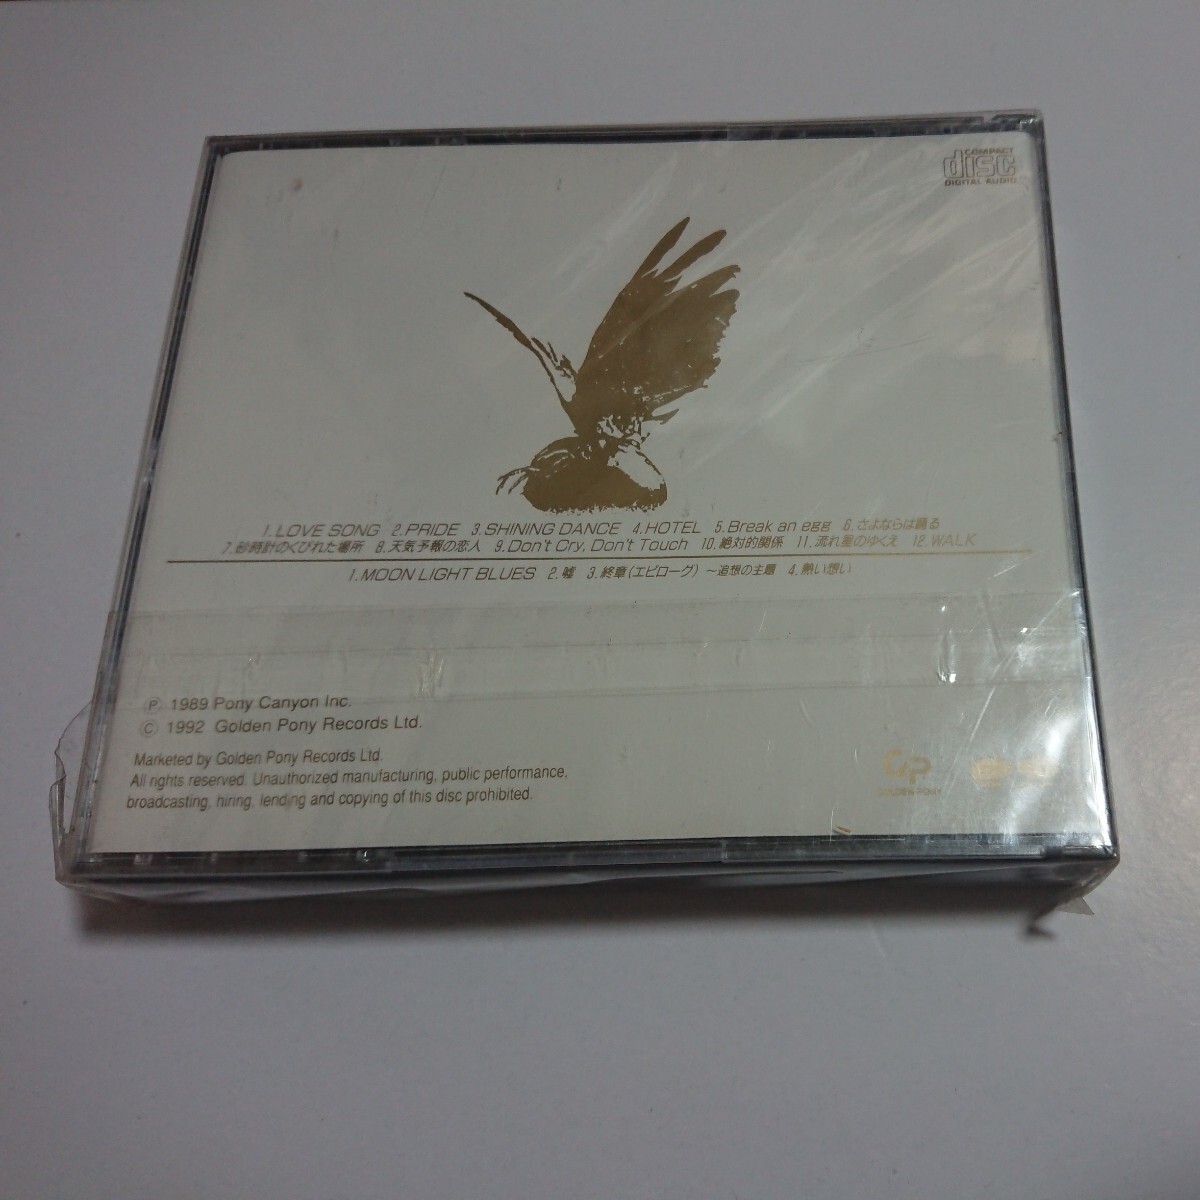 COMPACT
disc
DIGITAL AUDIO
1. LOVE SONG 2. PRIDE 3. SHINING DANCE 4. HOTEL 5. Break an egg 6. さよならは踊る
7. 砂時計のくびれた場所 8. 天気予報の恋人 9. Don't Cry, Don't Touch 10. 絶対的関係 11. 流れ星のゆくえ 12. WALK
1. MOON LIGHT BLUES 2. 嘘 3. 終章(エピローグ) ～追想の主題 4. 熱い想い
Ⓟ 1989 Pony Canyon Inc.
Ⓒ 1992 Golden Pony Records Ltd.
Marketed by Golden Pony Records Ltd.
All rights reserved. Unauthorized manufacturing, public performance,
broadcasting, hiring, lending and copying of this disc prohibited.
GP
GOLDEN PONY